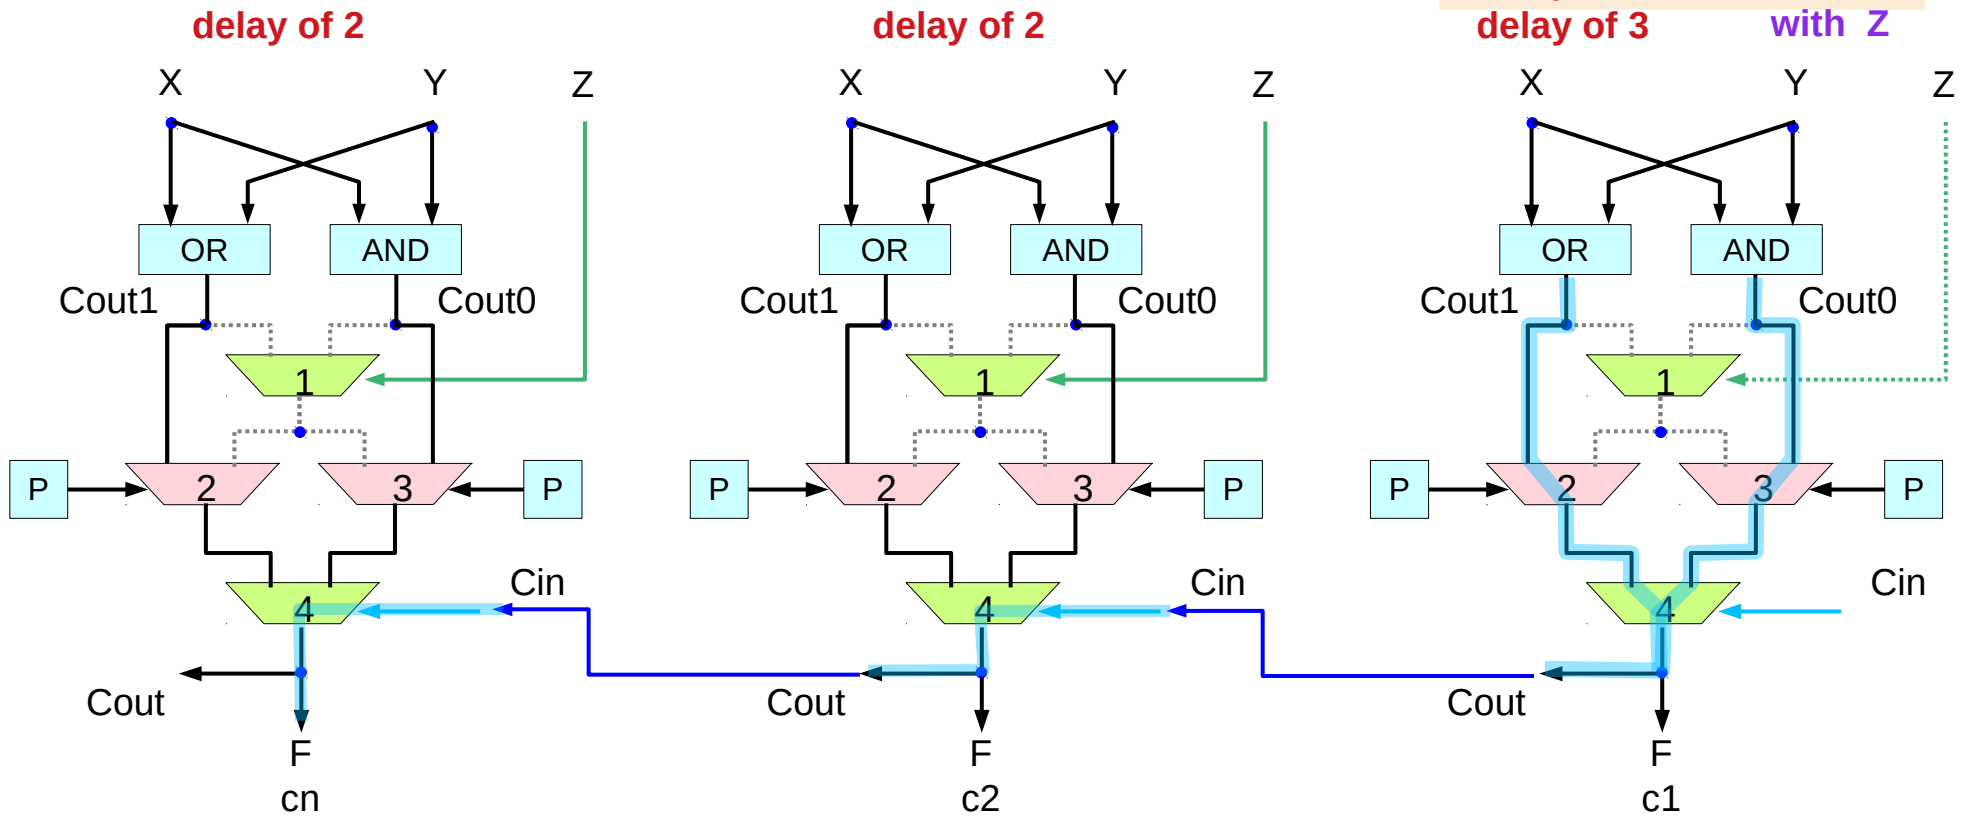 delay of 2
delay of 2
delay of 3
with Z
X Y Z
X Y Z
X Y Z
OR AND
OR AND
OR AND
Cout1 Cout0
Cout1 Cout0
Cout1 Cout0
1
1
1
P 2 3 P
P 2 3 P
P 2 3 P
4 Cin
4 Cin
4 Cin
Cout
Cout
Cout
F
F
F
cn
c2
c1